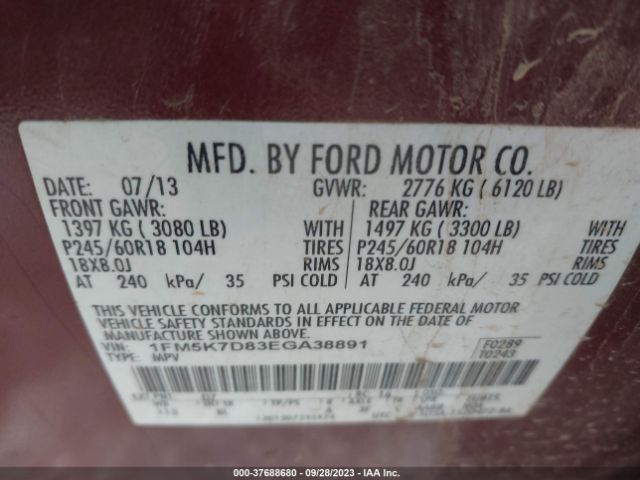 MFD. BY FORD MOTOR CO.
DATE: 07/13 GVWR: 2776 KG ( 6120 LB)
FRONT GAWR: REAR GAWR:
1397 KG ( 3080 LB) WITH 1497 KG ( 3300 LB) WITH
P245/60R18 104H TIRES P245/60R18 104H TIRES
18X8.0J RIMS 18X8.0J RIMS
AT 240 kPa/ 35 PSI COLD AT 240 kPa/ 35 PSI COLD
THIS VEHICLE CONFORMS TO ALL APPLICABLE FEDERAL MOTOR
VEHICLE SAFETY STANDARDS IN EFFECT ON THE DATE OF
MANUFACTURE SHOWN ABOVE.
VIN: 1FM5K7D83EGA38891 F0289
TYPE: MPV T0243
000-37688680 - 09/28/2023 - IAA Inc. (IAA)